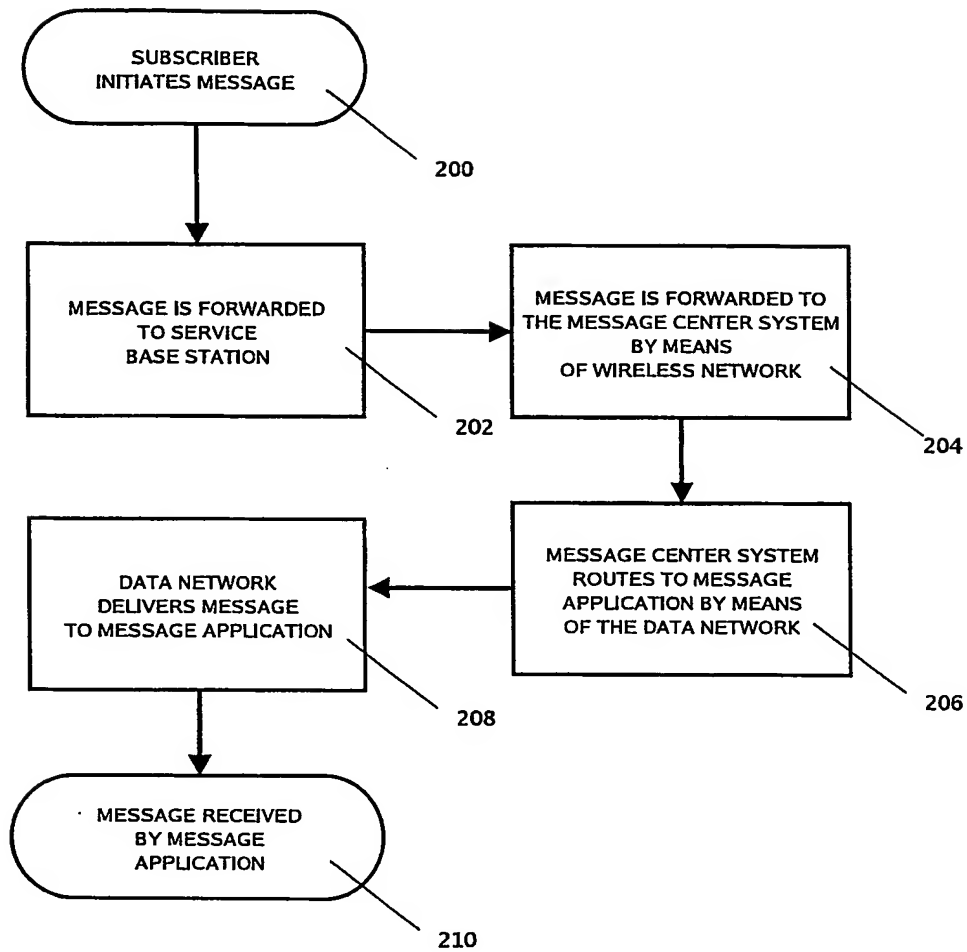 SUBSCRIBER
INITIATES MESSAGE
200
MESSAGE IS FORWARDED
TO SERVICE
BASE STATION
202
MESSAGE IS FORWARDED TO
THE MESSAGE CENTER SYSTEM
BY MEANS
OF WIRELESS NETWORK
204
MESSAGE CENTER SYSTEM
ROUTES TO MESSAGE
APPLICATION BY MEANS
OF THE DATA NETWORK
206
DATA NETWORK
DELIVERS MESSAGE
TO MESSAGE APPLICATION
208
MESSAGE RECEIVED
BY MESSAGE
APPLICATION
210